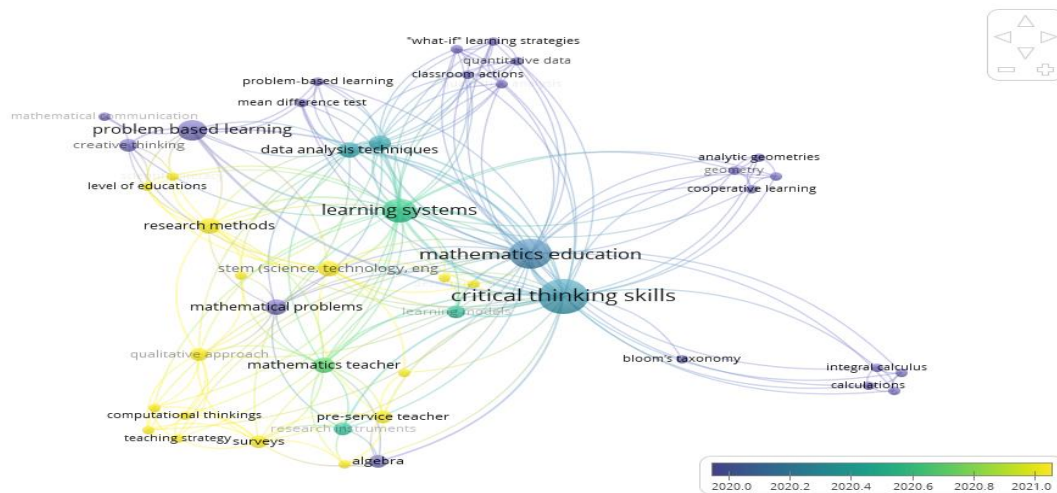 "what-if" learning strategies
quantitative data
classroom actions
problem-based learning
mean difference test
mathematical communication
problem based learning
creative thinking
data analysis techniques
analytic geometries
geometry
cooperative learning
level of educations
learning systems
research methods
mathematics education
stem (science, technology, eng
critical thinking skills
mathematical problems
learning models
qualitative approach
mathematics teacher
bloom's taxonomy
integral calculus
calculations
computational thinkings
pre-service teacher
research instruments
teaching strategy
surveys
algebra
2020.0 2020.2 2020.4 2020.6 2020.8 2021.0